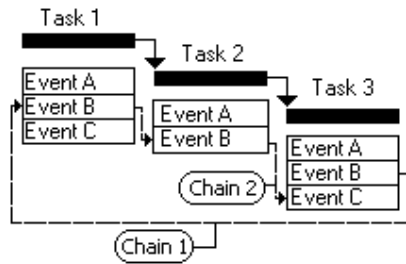 Task 1
Event A
Event B
Event C
Task 2
Event A
Event B
Task 3
Event A
Event B
Event C
Chain 2
Chain 1